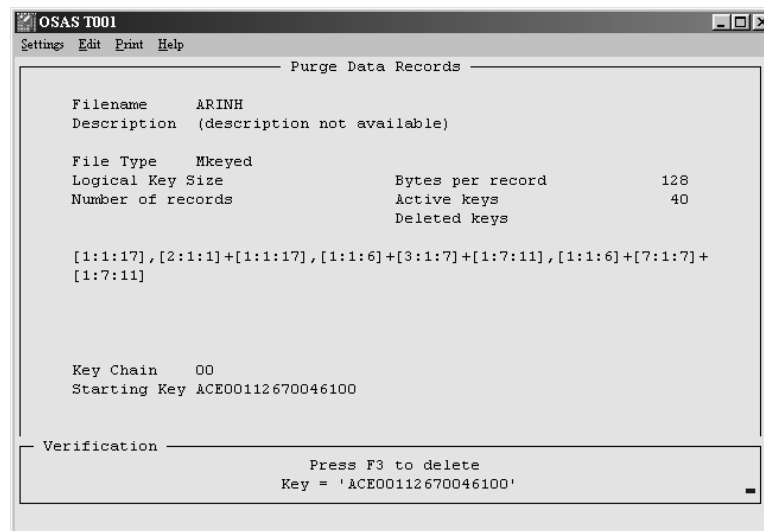 OSAS T001
Settings Edit Print Help
Purge Data Records
Filename ARINH
Description (description not available)
File Type Mkeyed
Logical Key Size Bytes per record 128
Number of records Active keys 40
Deleted keys
[1:1:17],[2:1:1]+[1:1:17],[1:1:6]+[3:1:7]+[1:7:11],[1:1:6]+[7:1:7]+
[1:7:11]
Key Chain 00
Starting Key ACE00112670046100
Verification
Press F3 to delete
Key = 'ACE00112670046100'